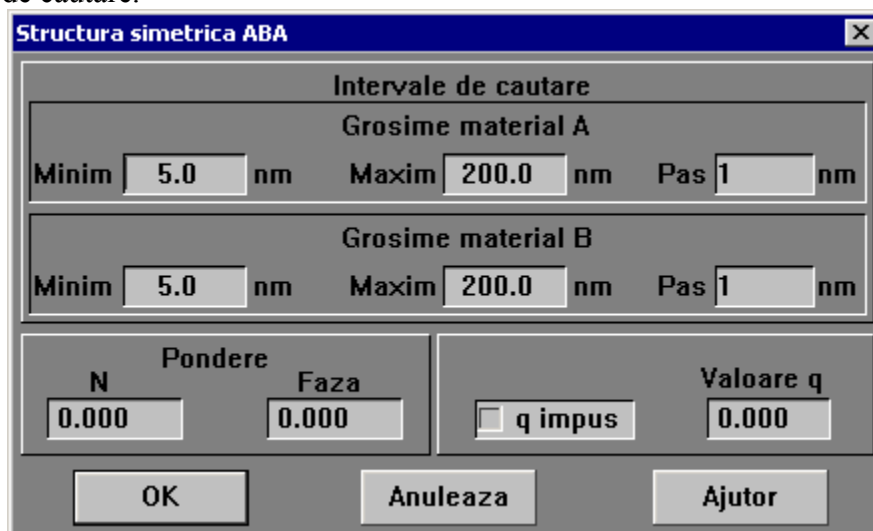 de cautare.
Structura simetrica ABA
Intervale de cautare
Grosime material A
Minim 5.0 nm Maxim 200.0 nm Pas 1 nm
Grosime material B
Minim 5.0 nm Maxim 200.0 nm Pas 1 nm
Pondere
N Faza Valoare q
0.000 0.000 q impus 0.000
OK Anuleaza Ajutor